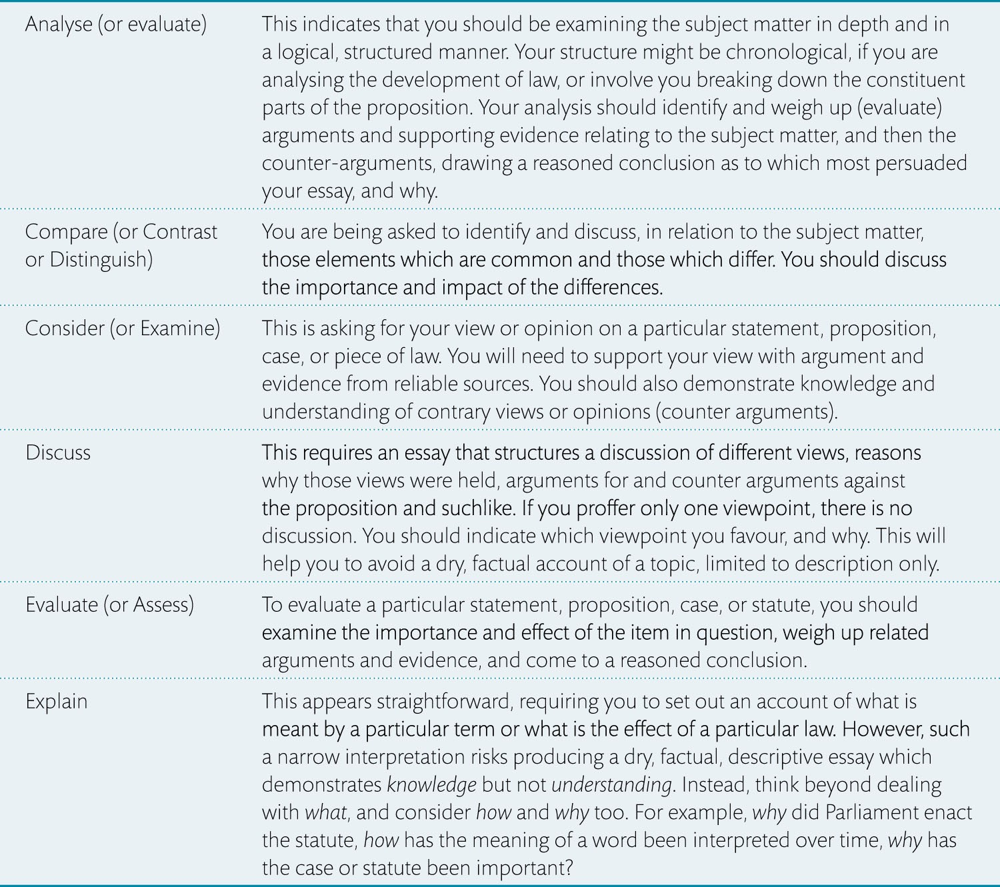 Analyse (or evaluate)
This indicates that you should be examining the subject matter in depth and in
a logical, structured manner. Your structure might be chronological, if you are
analysing the development of law, or involve you breaking down the constituent
parts of the proposition. Your analysis should identify and weigh up (evaluate)
arguments and supporting evidence relating to the subject matter, and then the
counter-arguments, drawing a reasoned conclusion as to which most persuaded
your essay, and why.
Compare (or Contrast
or Distinguish)
You are being asked to identify and discuss, in relation to the subject matter,
those elements which are common and those which differ. You should discuss
the importance and impact of the differences.
Consider (or Examine)
This is asking for your view or opinion on a particular statement, proposition,
case, or piece of law. You will need to support your view with argument and
evidence from reliable sources. You should also demonstrate knowledge and
understanding of contrary views or opinions (counter arguments).
Discuss
This requires an essay that structures a discussion of different views, reasons
why those views were held, arguments for and counter arguments against
the proposition and suchlike. If you proffer only one viewpoint, there is no
discussion. You should indicate which viewpoint you favour, and why. This will
help you to avoid a dry, factual account of a topic, limited to description only.
Evaluate (or Assess)
To evaluate a particular statement, proposition, case, or statute, you should
examine the importance and effect of the item in question, weigh up related
arguments and evidence, and come to a reasoned conclusion.
Explain
This appears straightforward, requiring you to set out an account of what is
meant by a particular term or what is the effect of a particular law. However, such
a narrow interpretation risks producing a dry, factual, descriptive essay which
demonstrates knowledge but not understanding. Instead, think beyond dealing
with what, and consider how and why too. For example, why did Parliament enact
the statute, how has the meaning of a word been interpreted over time, why has
the case or statute been important?